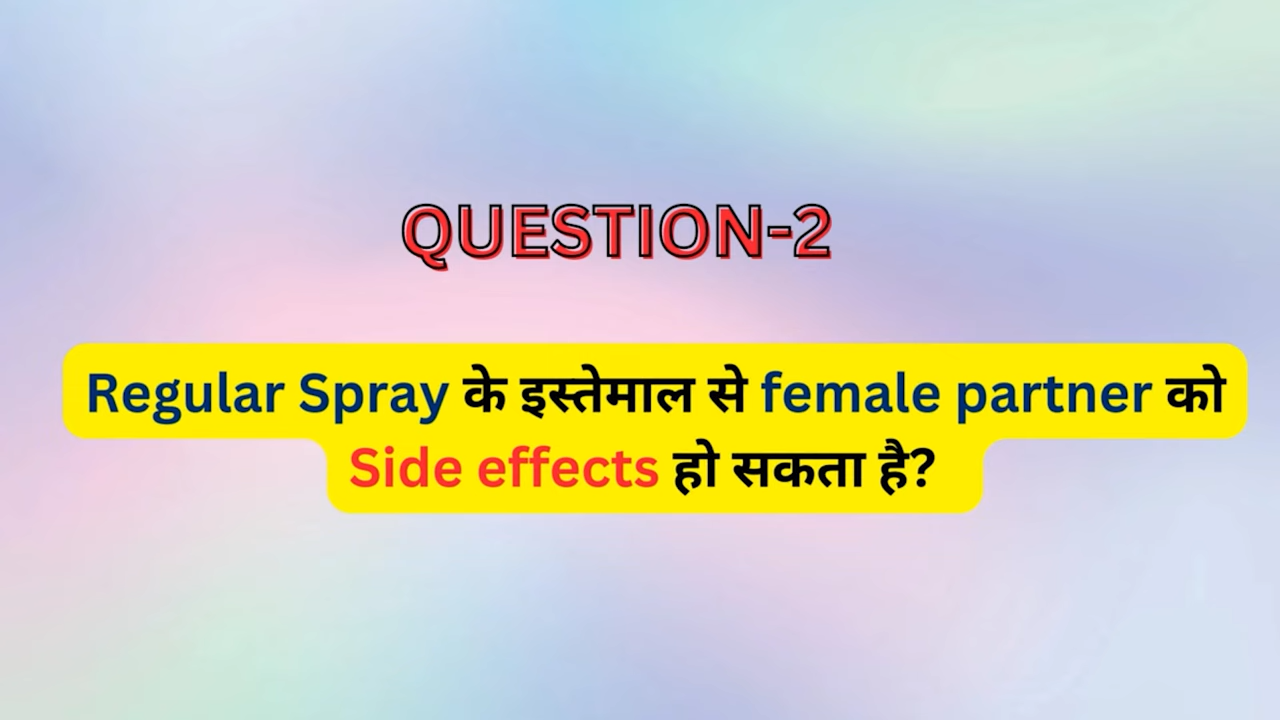 QUESTION-2
Regular Spray के इस्तेमाल से female partner को
Side effects हो सकता है?